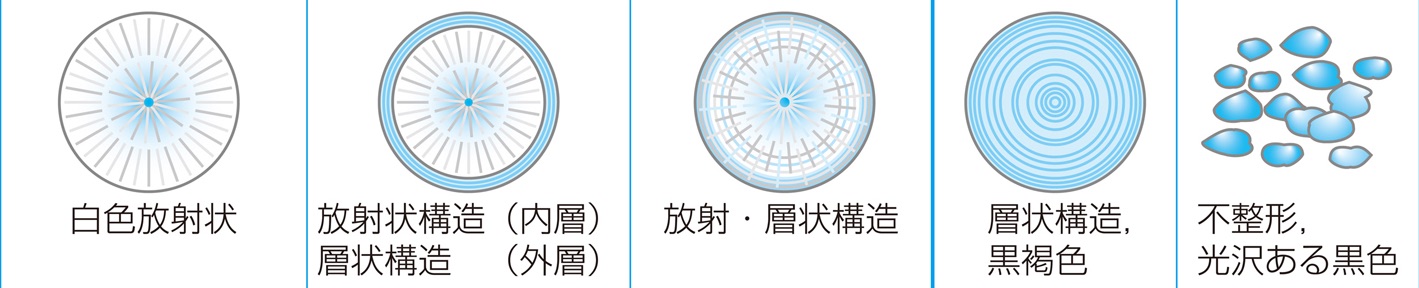 白色放射状
放射状構造（内層）
層状構造　（外層）
放射・層状構造
層状構造，
黒褐色
不整形，
光沢ある黒色